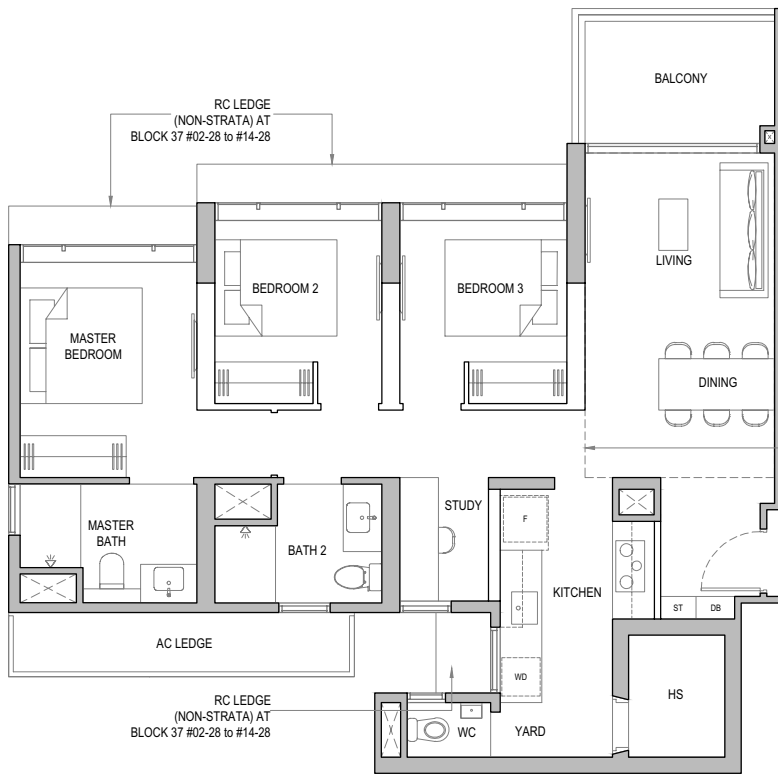 BALCONY
RC LEDGE
(NON-STRATA) AT
BLOCK 37 #02-28 to #14-28
LIVING
BEDROOM 2
BEDROOM 3
MASTER
BEDROOM
DINING
STUDY
F
MASTER
BATH
BATH 2
KITCHEN
ST
DB
AC LEDGE
WD
HS
RC LEDGE
(NON-STRATA) AT
BLOCK 37 #02-28 to #14-28
WC
YARD